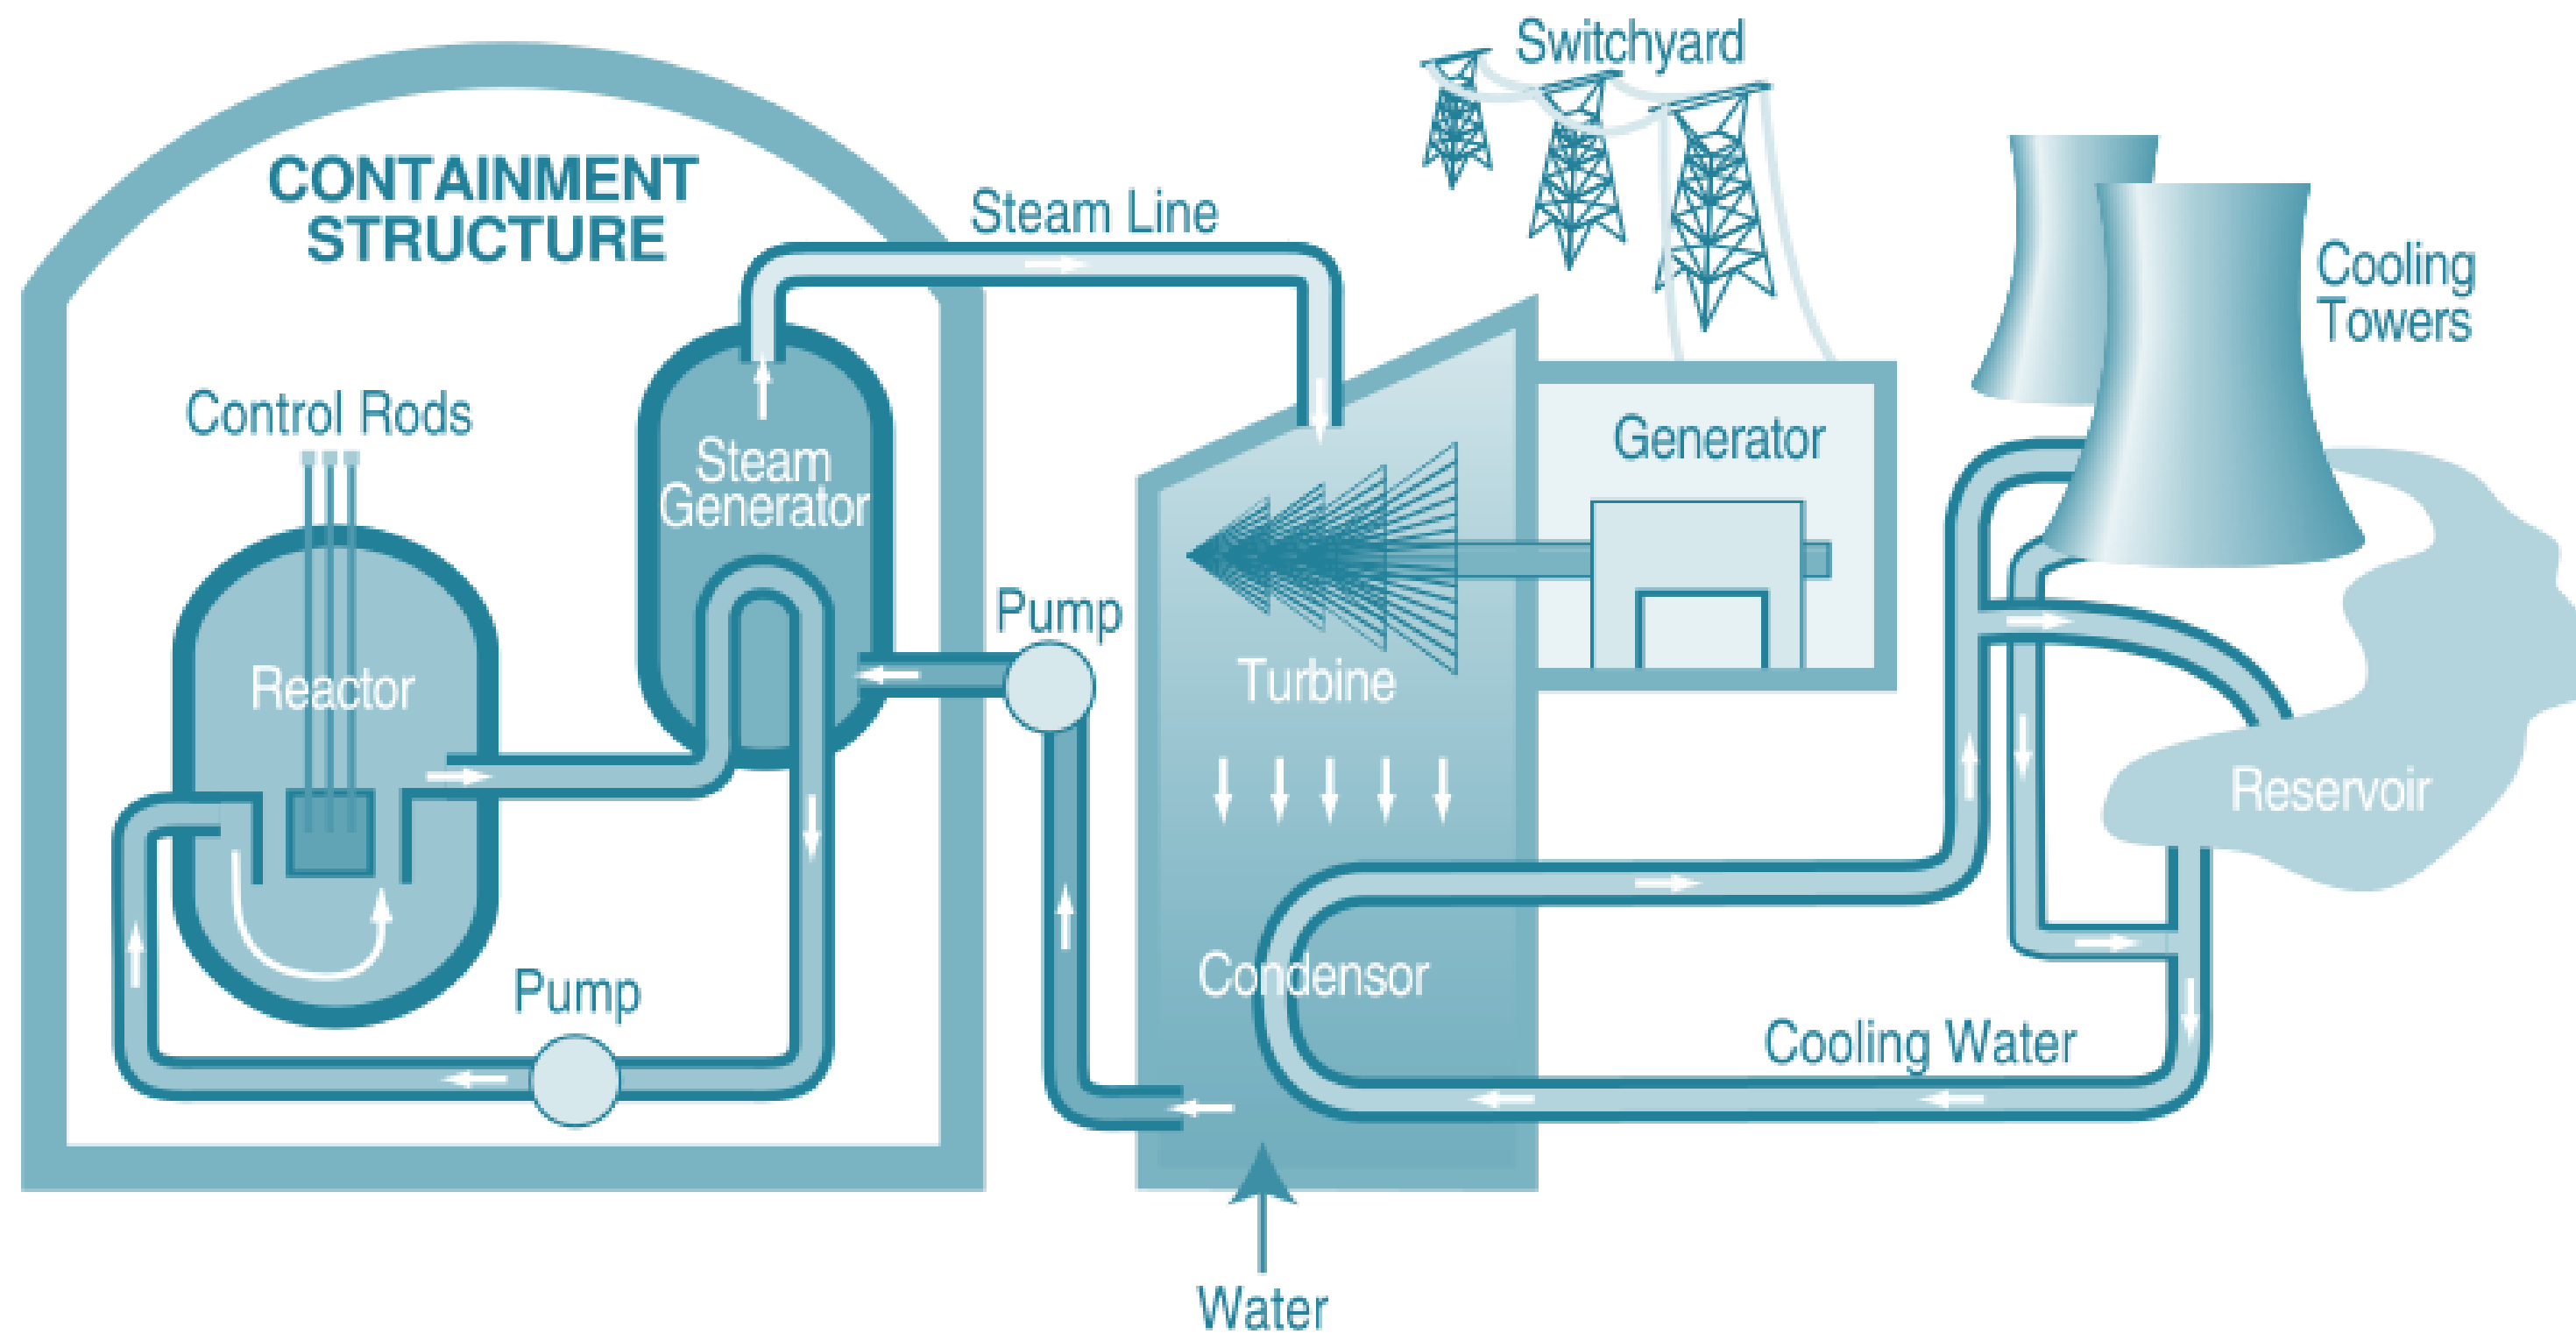 Switchyard
CONTAINMENT
STRUCTURE
Steam Line
Cooling
Towers
Control Rods
Steam
Generator
Generator
Pump
Reactor
Turbine
Reservoir
Condensor
Pump
Cooling Water
Water